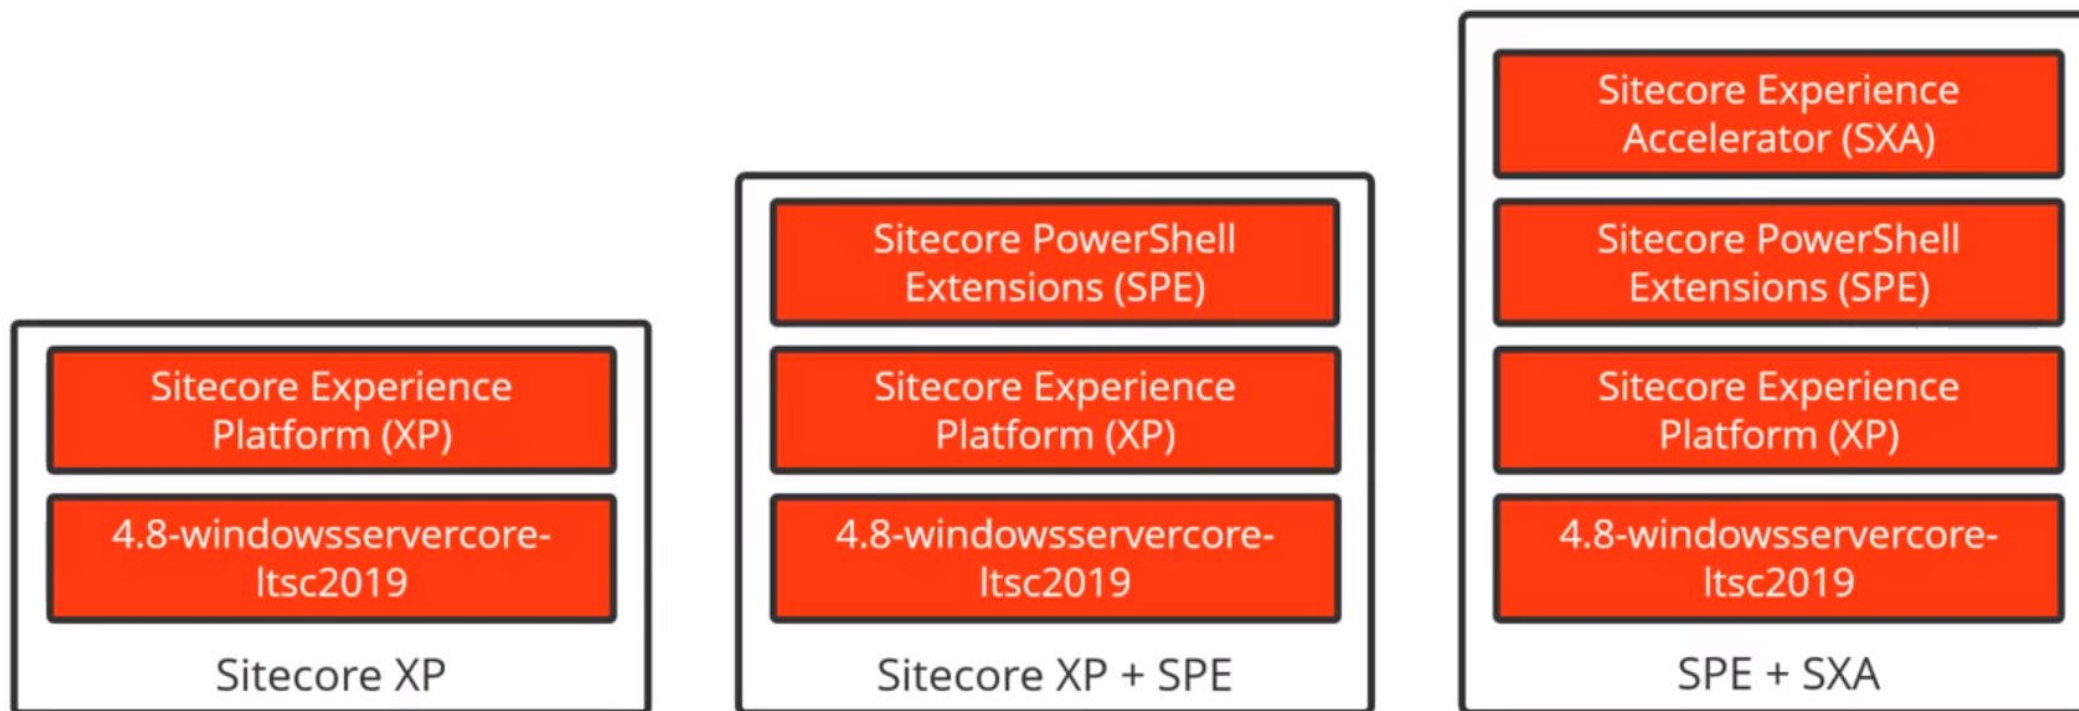 Sitecore Experience
Platform (XP)
4.8-windowsservercore-
ltsc2019
Sitecore XP
Sitecore PowerShell
Extensions (SPE)
Sitecore Experience
Platform (XP)
4.8-windowsservercore-
ltsc2019
Sitecore XP + SPE
Sitecore Experience
Accelerator (SXA)
Sitecore PowerShell
Extensions (SPE)
Sitecore Experience
Platform (XP)
4.8-windowsservercore-
ltsc2019
SPE + SXA